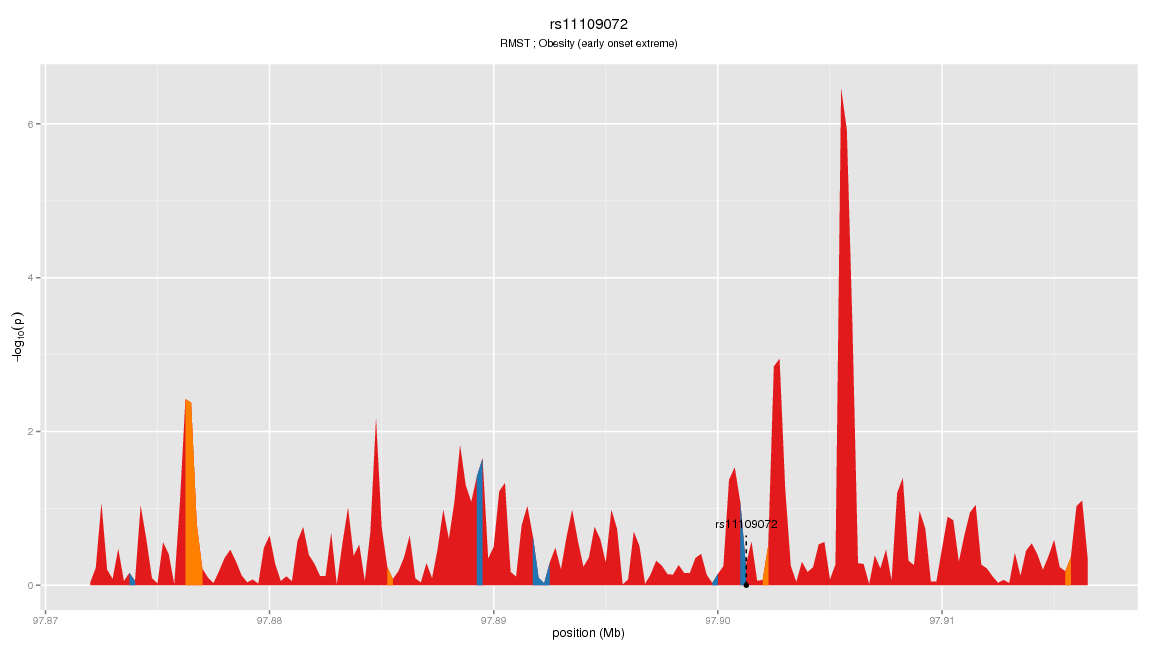 rs11109072
RMST ; Obesity (early onset extreme)
6
4
2
0
−log10(p)
rs11109072
97.87 97.88 97.89 97.90 97.91
position (Mb)